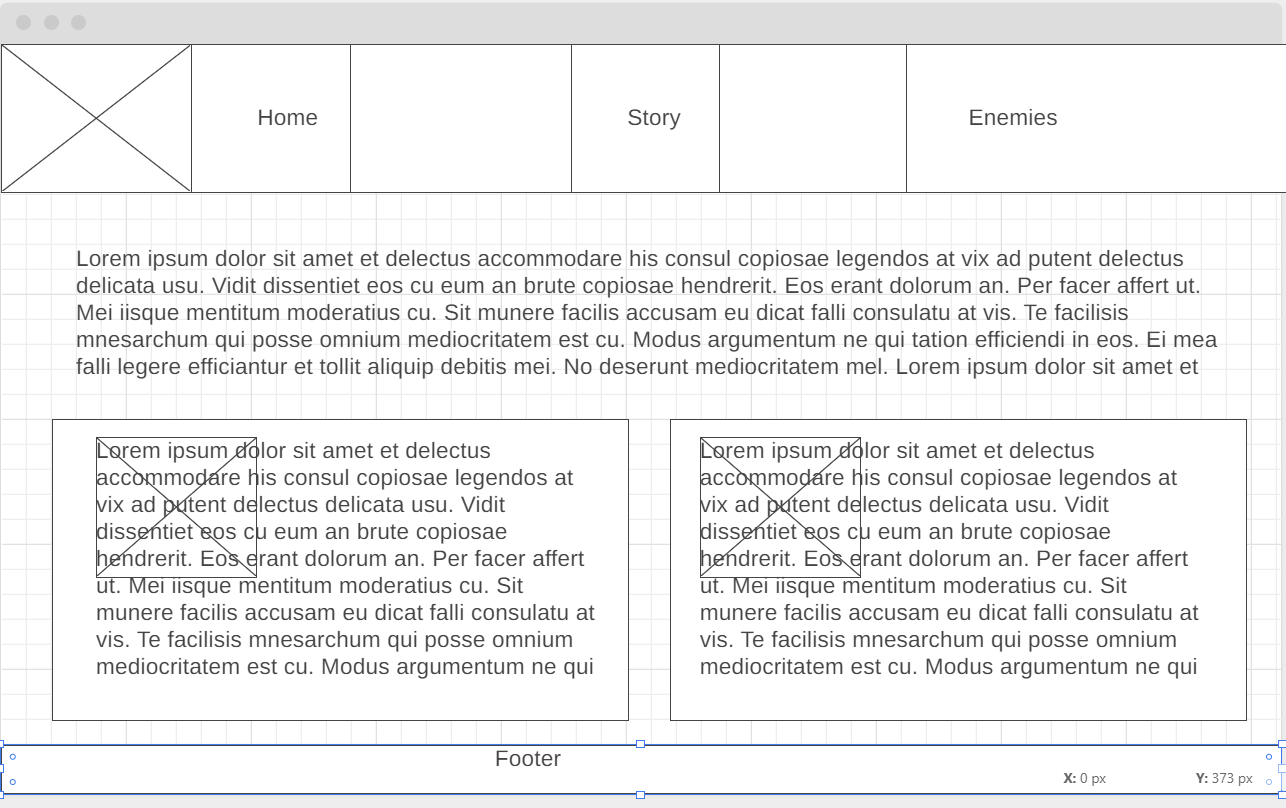 Home
Story
Enemies
Lorem ipsum dolor sit amet et delectus accommodare his consul copiosae legendos at vix ad putent delectus
delicata usu. Vidit dissentiet eos cu eum an brute copiosae hendrerit. Eos erant dolorum an. Per facer affert ut.
Mei iisque mentitum moderatius cu. Sit munere facilis accusam eu dicat falli consulatu at vis. Te facilisis
mnesarchum qui posse omnium mediocritatem est cu. Modus argumentum ne qui tation efficiendi in eos. Ei mea
falli legere efficiantur et tollit aliquip debitis mei. No deserunt mediocritatem mel. Lorem ipsum dolor sit amet et
Lorem ipsum dolor sit amet et delectus
accommodare his consul copiosae legendos at
vix ad putent delectus delicata usu. Vidit
dissentiet eos cu eum an brute copiosae
hendrerit. Eos erant dolorum an. Per facer affert
ut. Mei iisque mentitum moderatius cu. Sit
munere facilis accusam eu dicat falli consulatu at
vis. Te facilisis mnesarchum qui posse omnium
mediocritatem est cu. Modus argumentum ne qui
Lorem ipsum dolor sit amet et delectus
accommodare his consul copiosae legendos at
vix ad putent delectus delicata usu. Vidit
dissentiet eos cu eum an brute copiosae
hendrerit. Eos erant dolorum an. Per facer affert
ut. Mei iisque mentitum moderatius cu. Sit
munere facilis accusam eu dicat falli consulatu at
vis. Te facilisis mnesarchum qui posse omnium
mediocritatem est cu. Modus argumentum ne qui
Footer
X: 0 px
Y: 373 px